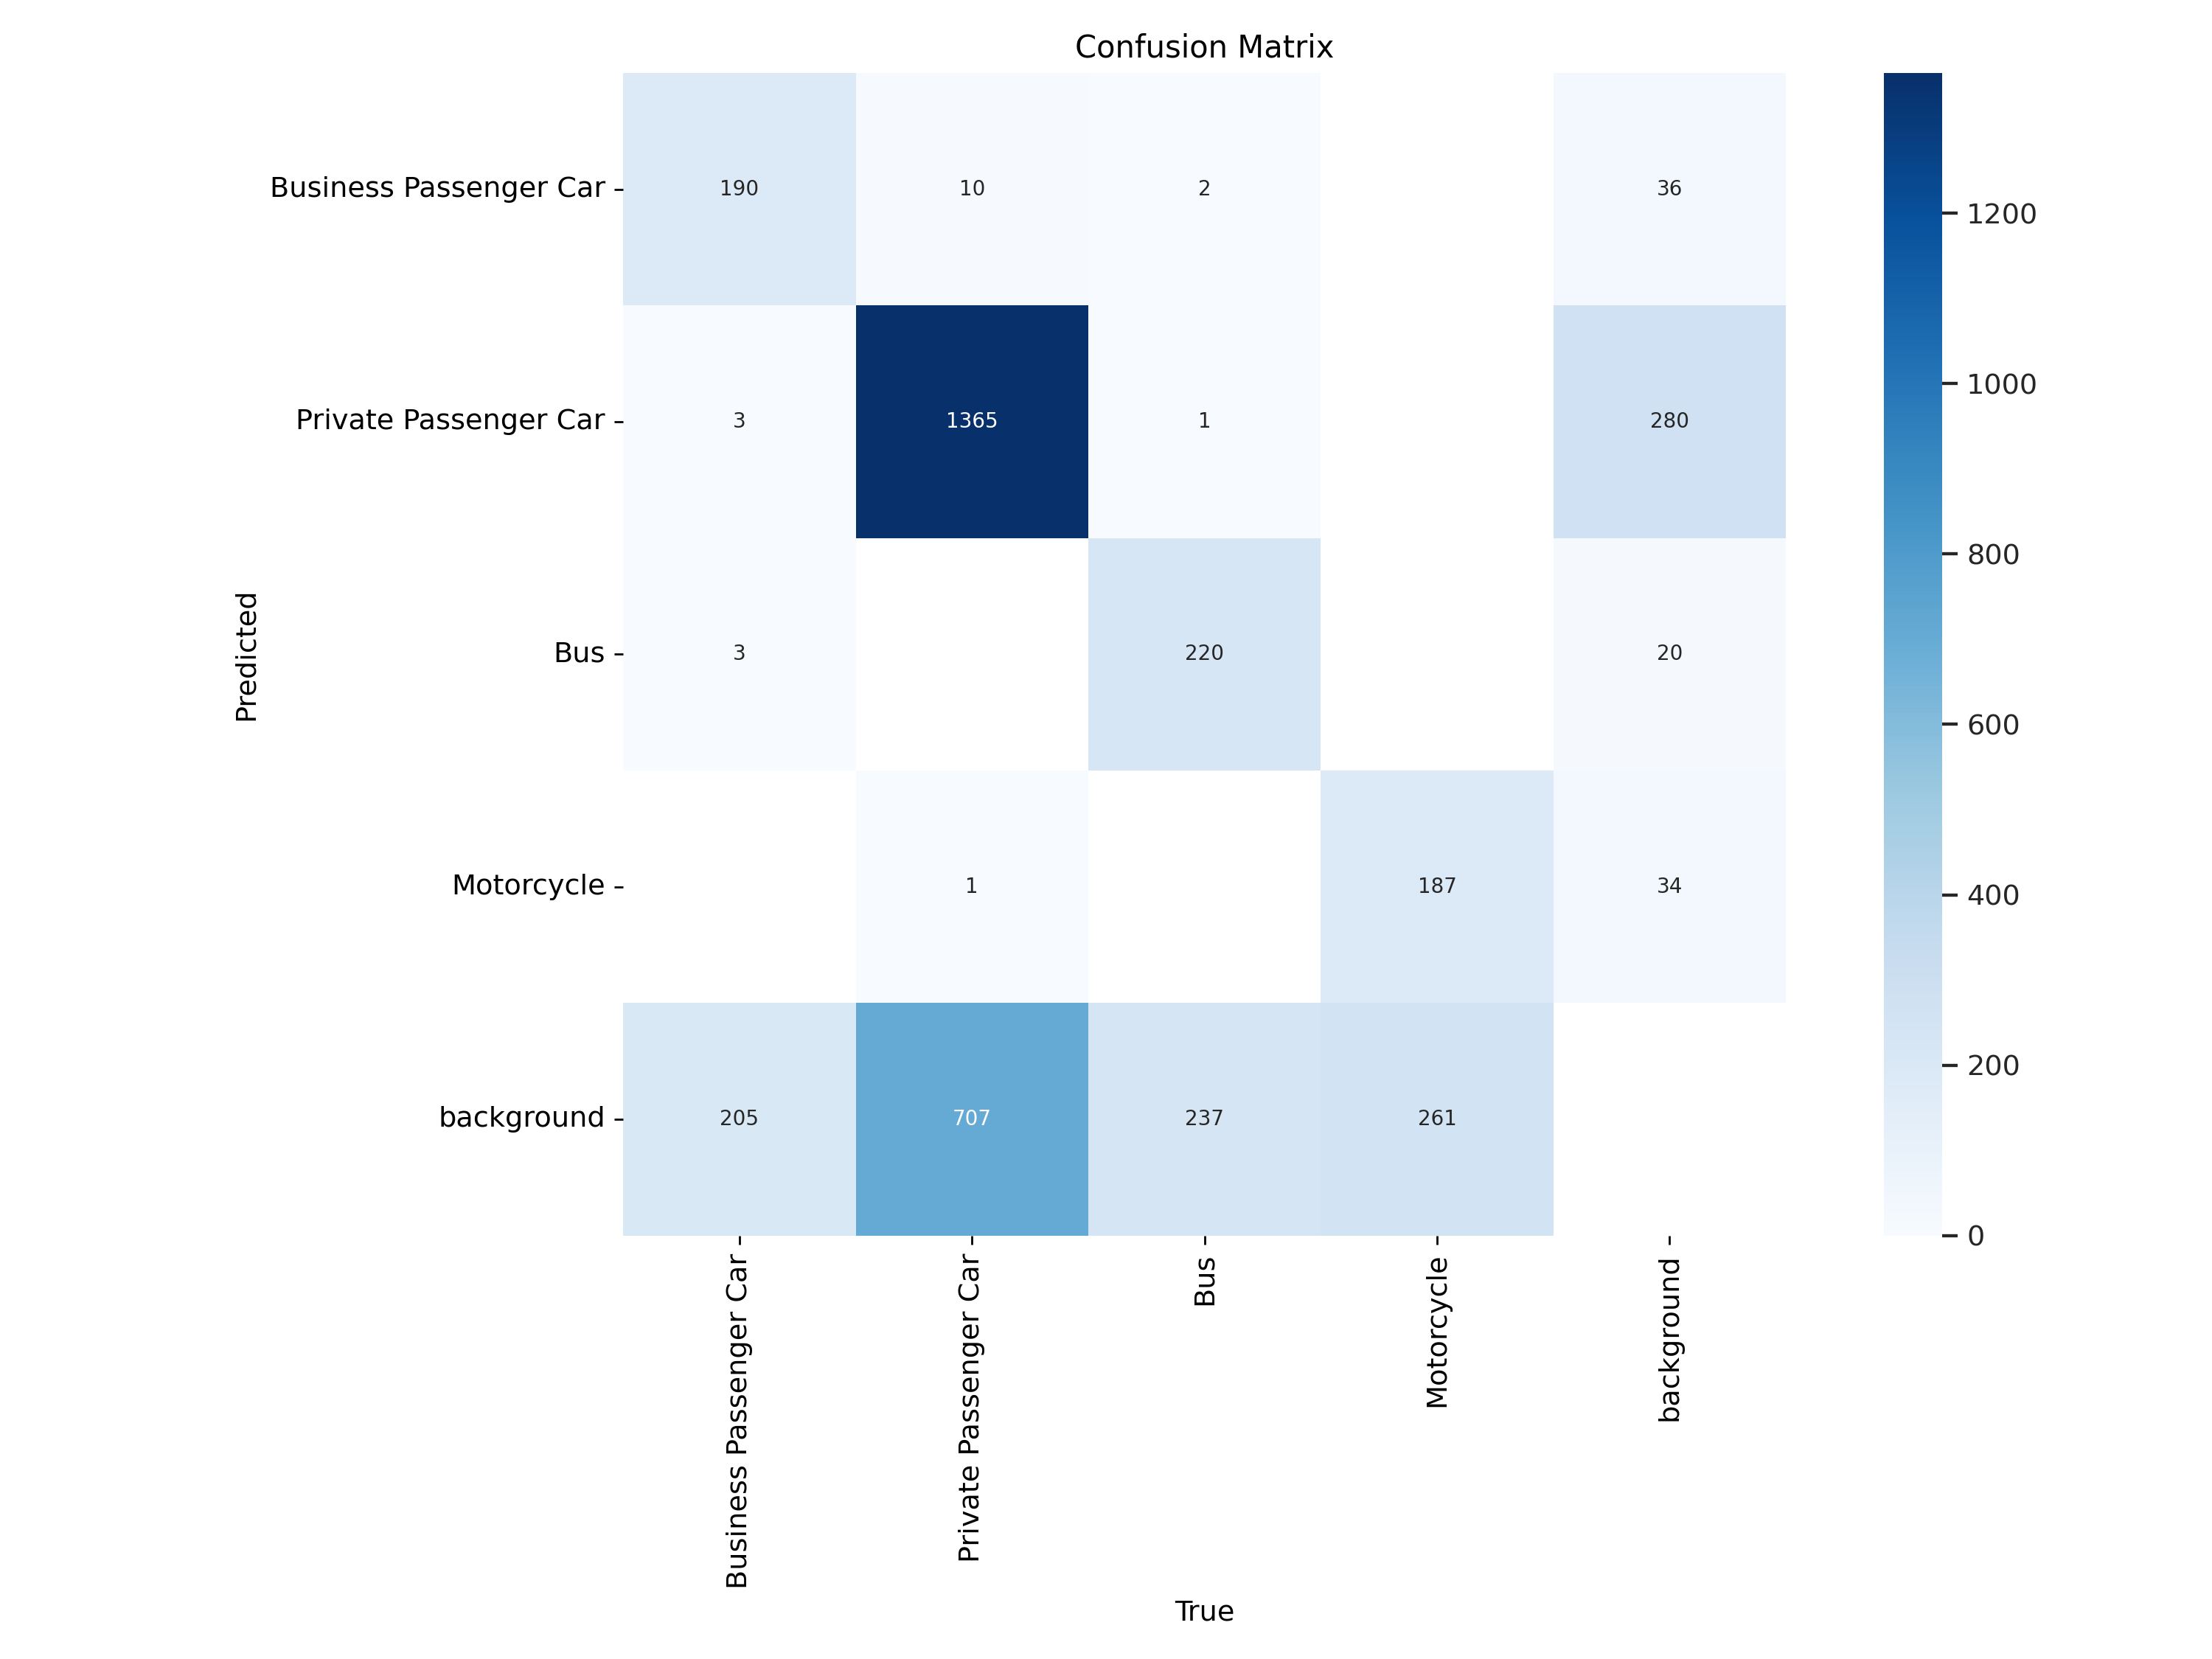 Confusion Matrix
Business Passenger Car 190 10 2 36
Private Passenger Car 3 1365 1 280
Bus 3 220 20
Motorcycle 1 187 34
background 205 707 237 261
Predicted
Business Passenger Car
Private Passenger Car
Bus
Motorcycle
background
True
1200
1000
800
600
400
200
0